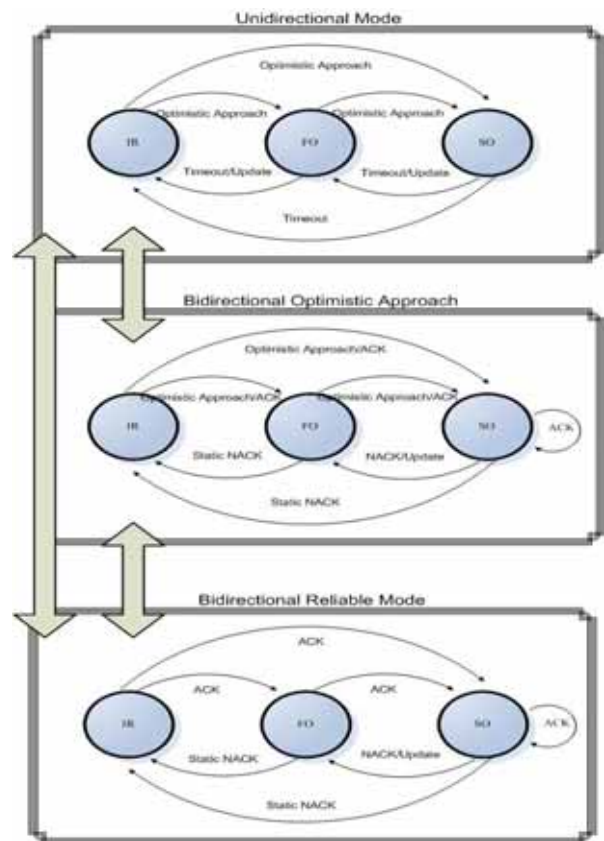 Unidirectional Mode
Optimistic Approach
Optimistic Approach
Optimistic Approach
IR
FO
SO
Timeout/Update
Timeout/Update
Timeout
Bidirectional Optimistic Approach
Optimistic Approach/ACK
Optimistic Approach/ACK
Optimistic Approach/ACK
IR
FO
SO
ACK
Static NACK
NACK/Update
Static NACK
Bidirectional Reliable Mode
ACK
ACK
ACK
IR
FO
SO
ACK
Static NACK
NACK/Update
Static NACK